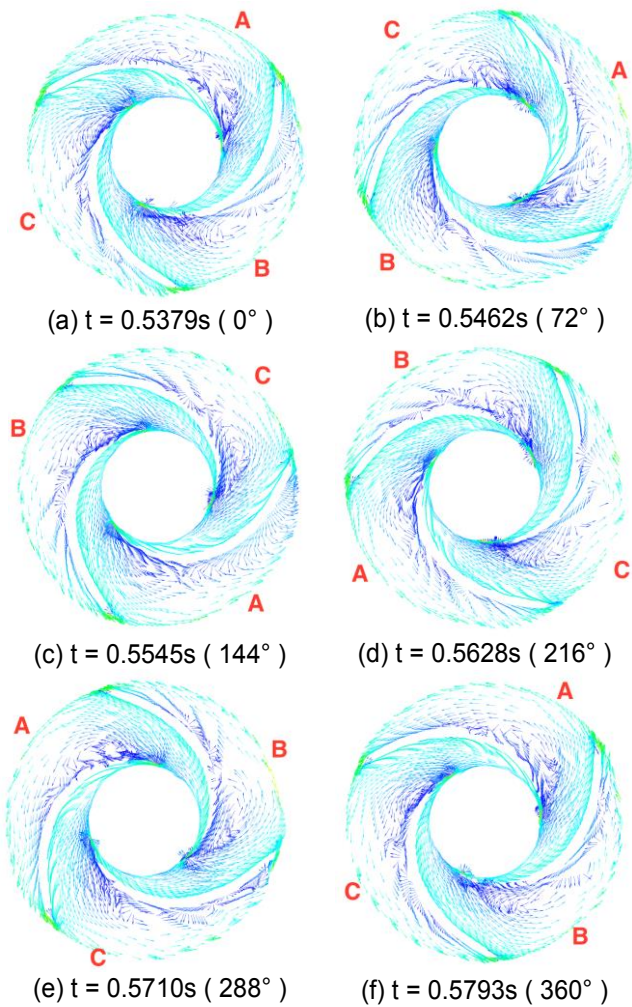 A
C
B
(a) t = 0.5379s ( 0° )
C
A
B
(b) t = 0.5462s ( 72° )
C
B
A
(c) t = 0.5545s ( 144° )
B
A
C
(d) t = 0.5628s ( 216° )
A
B
C
(e) t = 0.5710s ( 288° )
A
C
B
(f) t = 0.5793s ( 360° )